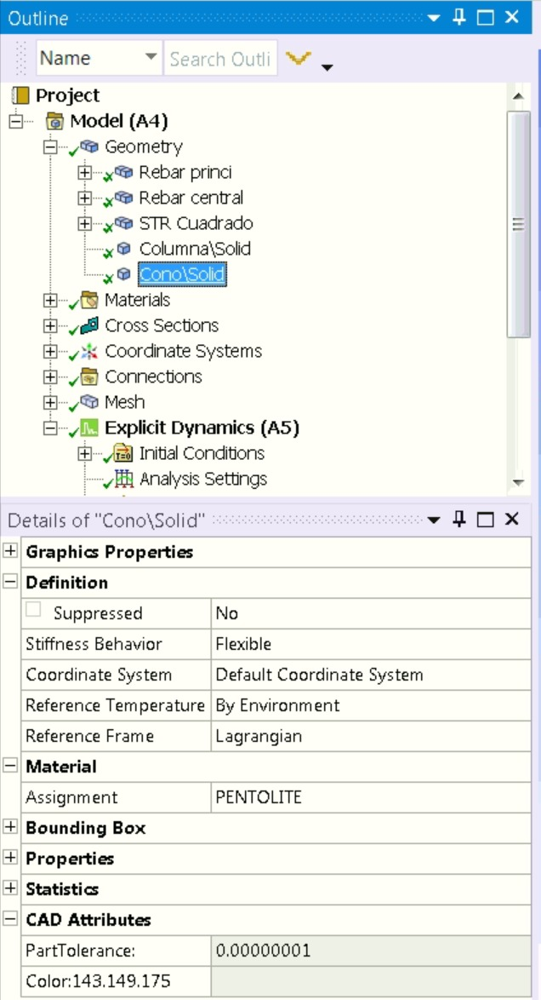 Outline
Name Search Outli
Project
Model (A4)
Geometry
Rebar princi
Rebar central
STR Cuadrado
Columna\Solid
Cono\Solid
Materials
Cross Sections
Coordinate Systems
Connections
Mesh
Explicit Dynamics (A5)
T=0 Initial Conditions
Analysis Settings
Details of "Cono\Solid"
Graphics Properties
Definition
Suppressed No
Stiffness Behavior Flexible
Coordinate System Default Coordinate System
Reference Temperature By Environment
Reference Frame Lagrangian
Material
Assignment PENTOLITE
Bounding Box
Properties
Statistics
CAD Attributes
PartTolerance: 0.00000001
Color:143.149.175